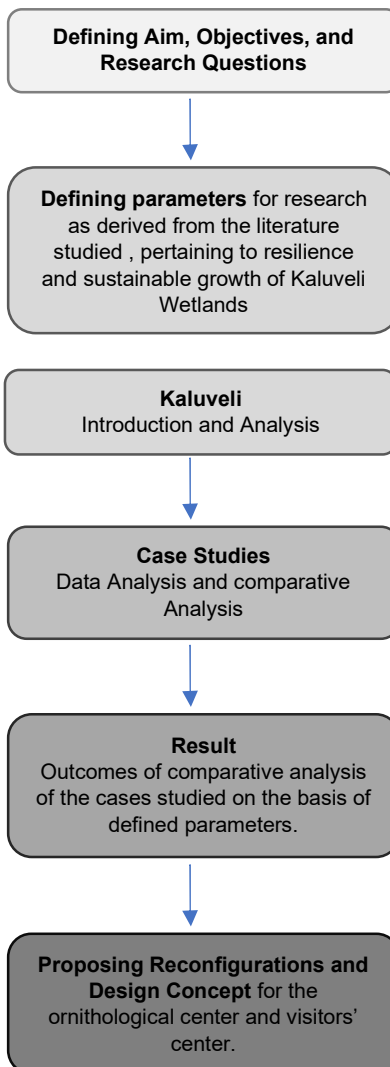 Defining Aim, Objectives, and
Research Questions
Defining parameters for research
as derived from the literature
studied , pertaining to resilience
and sustainable growth of Kaluveli
Wetlands
Kaluveli
Introduction and Analysis
Case Studies
Data Analysis and comparative
Analysis
Result
Outcomes of comparative analysis
of the cases studied on the basis of
defined parameters.
Proposing Reconfigurations and
Design Concept for the
ornithological center and visitors’
center.